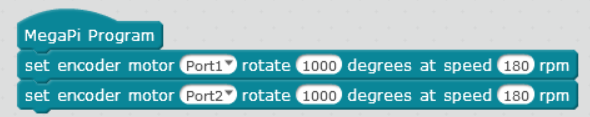 MegaPi Program
set encoder motor Port1 rotate 1000 degrees at speed 180 rpm
set encoder motor Port2 rotate 1000 degrees at speed 180 rpm